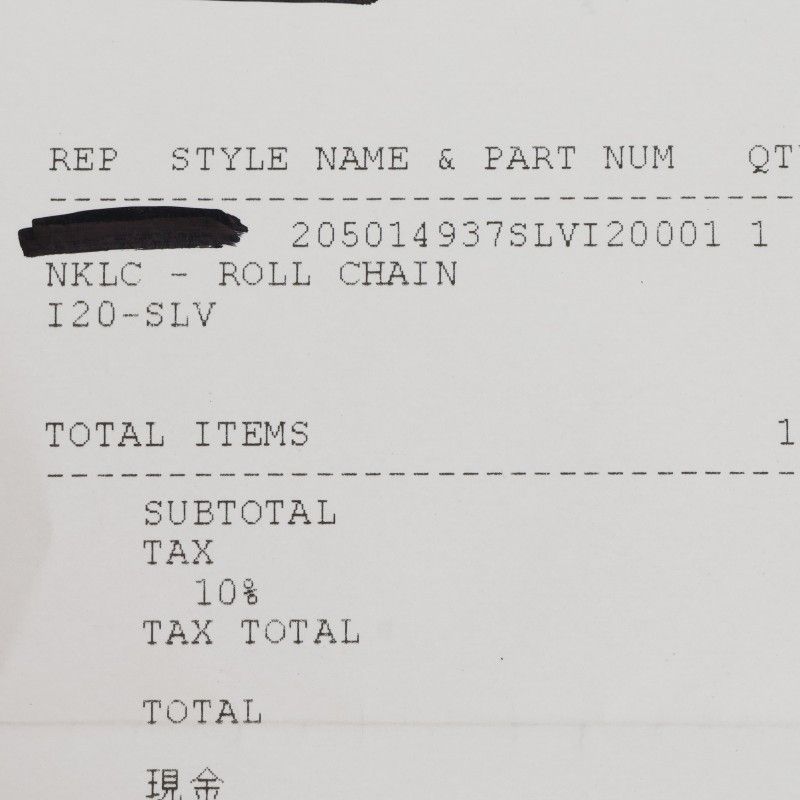 REP STYLE NAME & PART NUM QT
205014937SLVI20001 1
NKLC - ROLL CHAIN
I20-SLV
TOTAL ITEMS 1
SUBTOTAL
TAX
10%
TAX TOTAL
TOTAL
現金